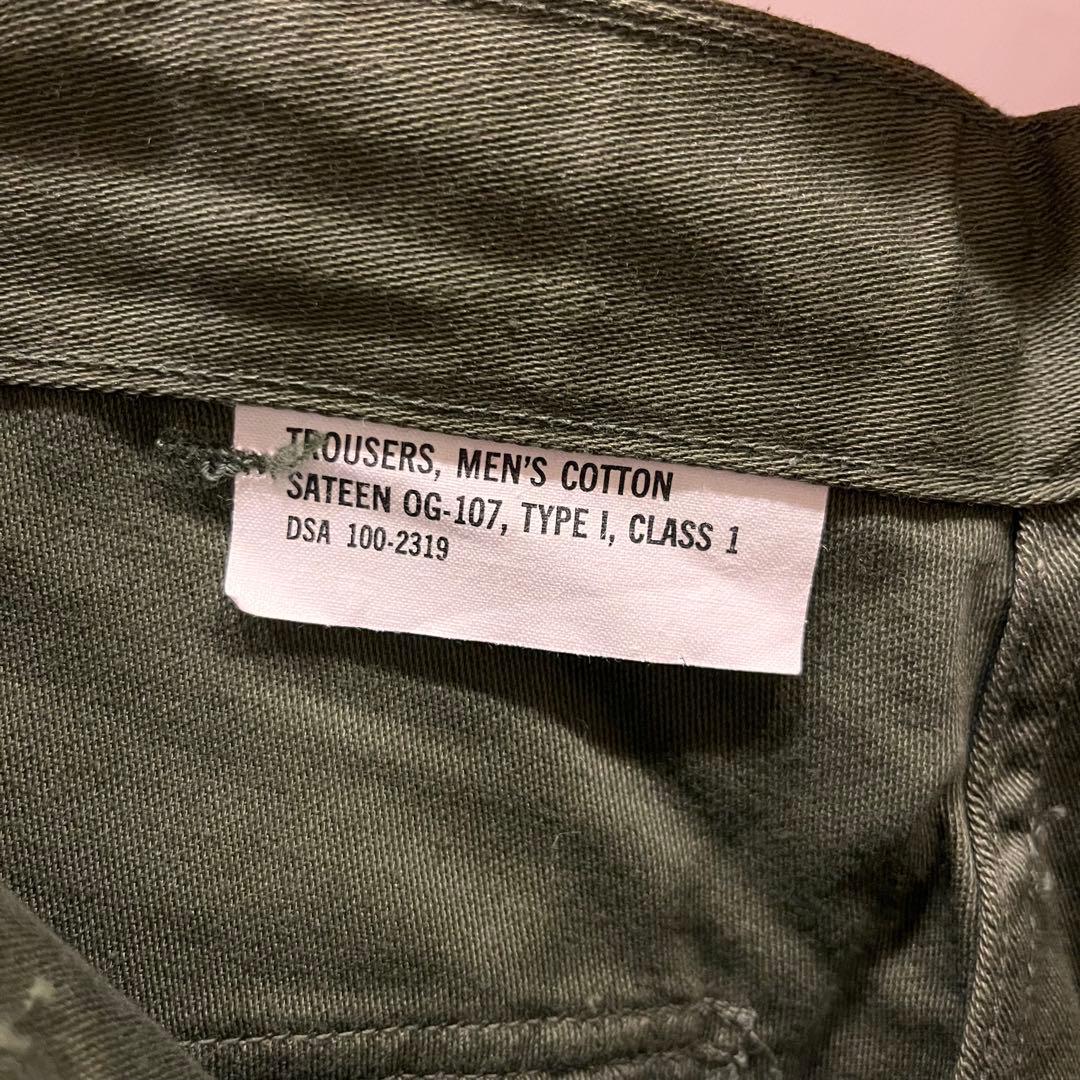 TROUSERS, MEN'S COTTON
SATEEN OG-107, TYPE I, CLASS 1
DSA 100-2319